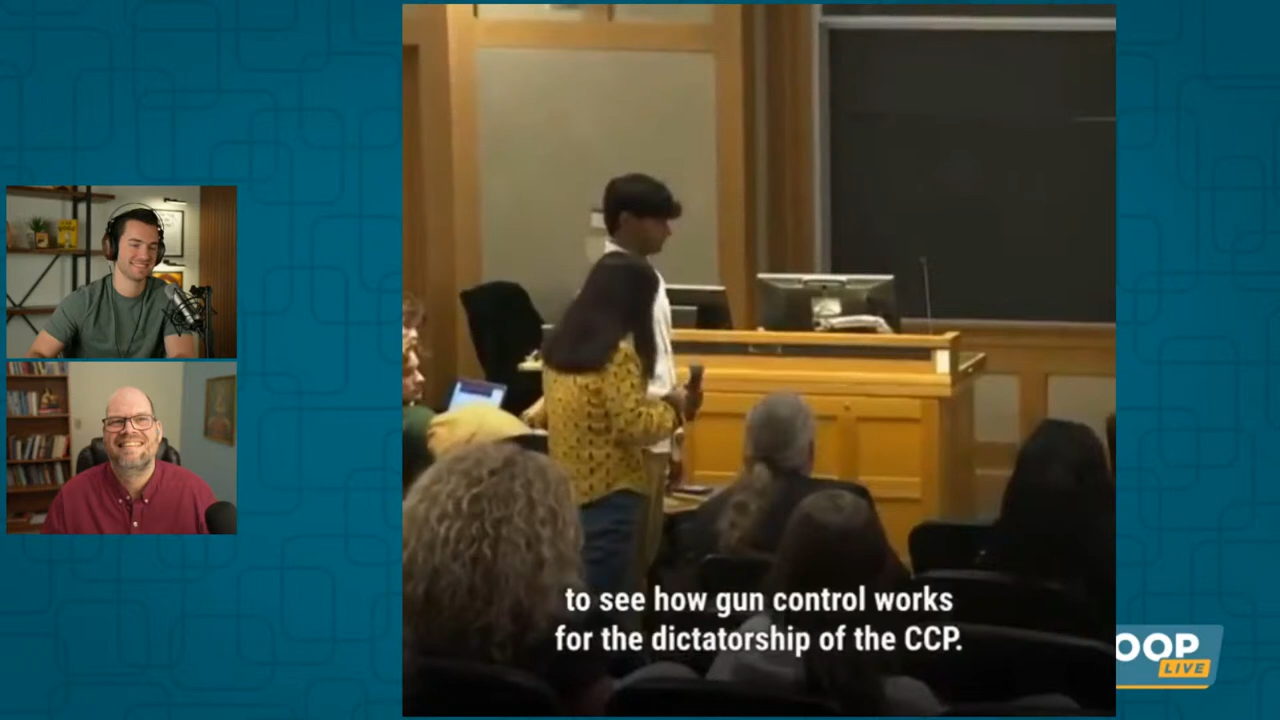 to see how gun control works
for the dictatorship of the CCP.
OOP
LIVE